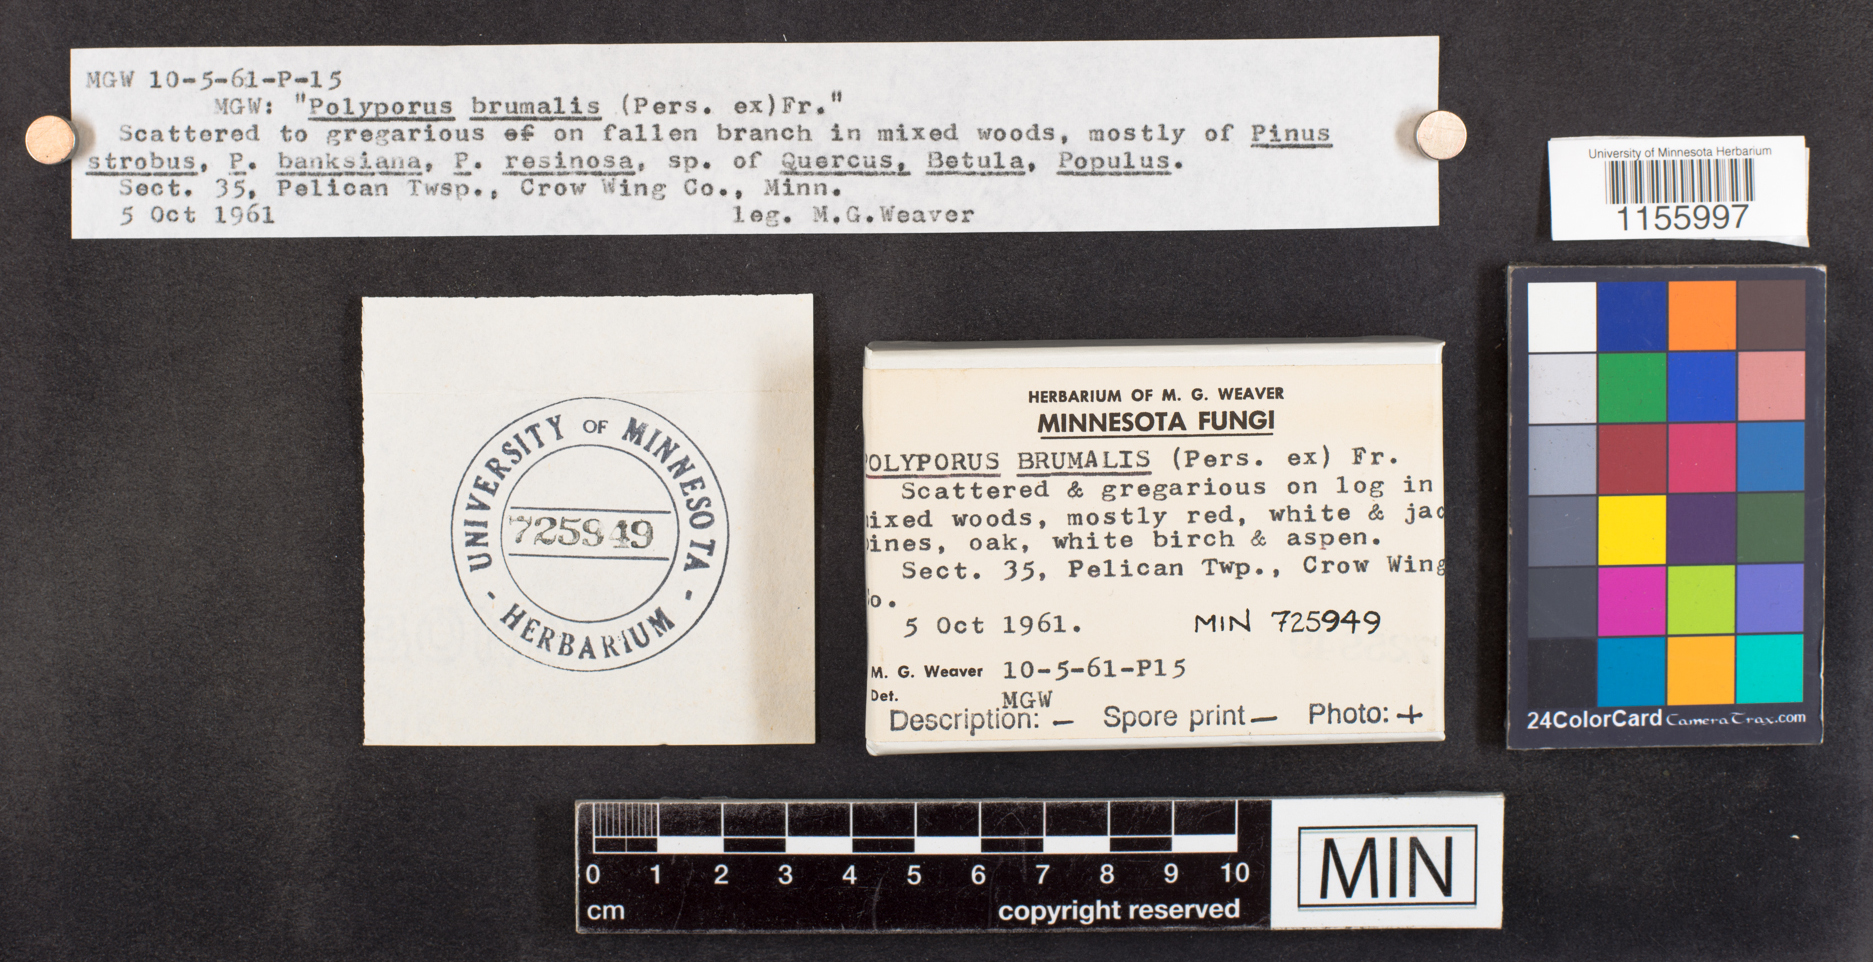 MGW 10-5-61-P-15
MGW: "Polyporus brumalis (Pers. ex)Fr."
Scattered to gregarious of on fallen branch in mixed woods, mostly of Pinus
strobus, P. banksiana, P. resinosa, sp. of Quercus, Betula, Populus.
Sect. 35, Pelican Twsp., Crow Wing Co., Minn.
5 Oct 1961 leg. M.G.Weaver
University of Minnesota Herbarium
1155997
UNIVERSITY OF MINNESOTA
725949
- HERBARIUM -
HERBARIUM OF M. G. WEAVER
MINNESOTA FUNGI
POLYPORUS BRUMALIS (Pers. ex) Fr.
Scattered & gregarious on log in
ixed woods, mostly red, white & jac
ines, oak, white birch & aspen.
Sect. 35, Pelican Twp., Crow Wing
o.
5 Oct 1961. MIN 725949
M. G. Weaver 10-5-61-P15
Det. MGW
Description: – Spore print – Photo: +
24ColorCard CameraTrax.com
0 1 2 3 4 5 6 7 8 9 10
cm copyright reserved
MIN